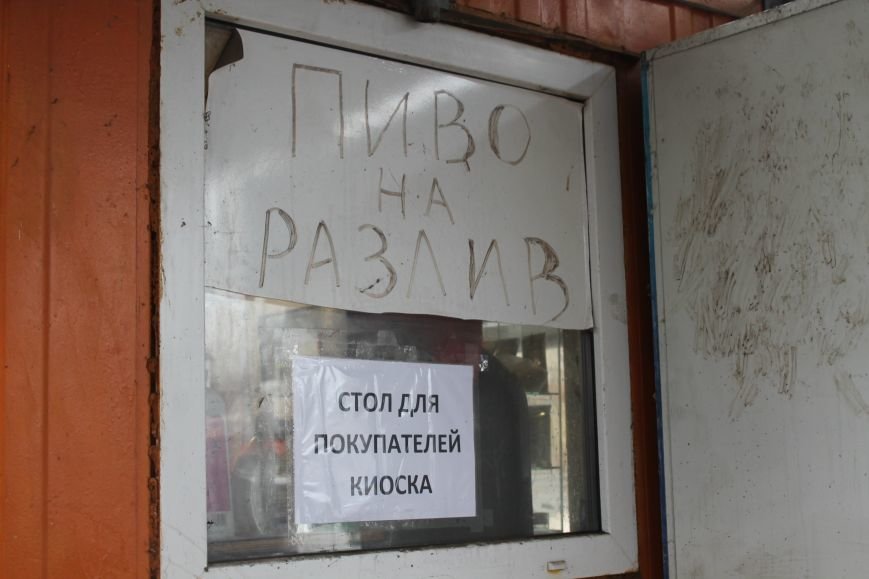 ПИВО
НА
РАЗЛИВ
СТОЛ ДЛЯ
ПОКУПАТЕЛЕЙ
КИОСКА